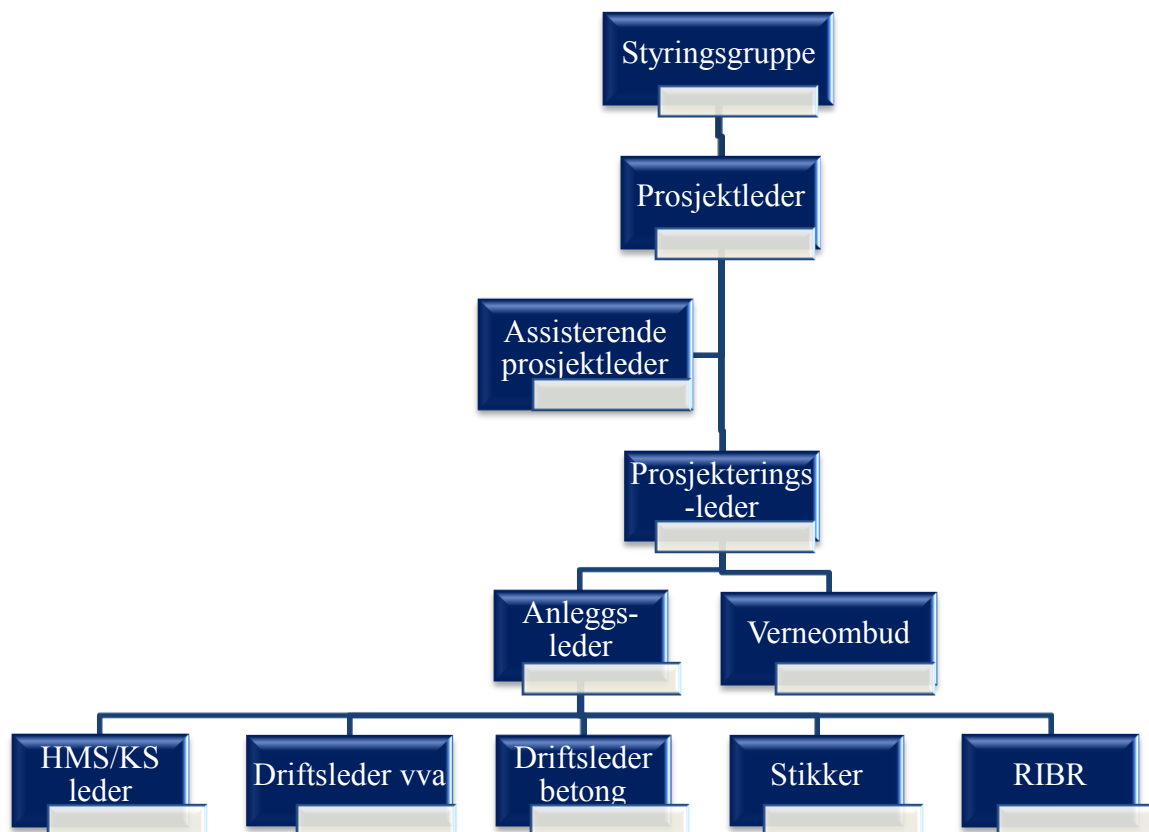 Styringsgruppe
Prosjektleder
Assisterende
prosjektleder
Prosjekterings
-leder
Anleggs-
leder
Verneombud
HMS/KS
leder
Driftsleder vva
Driftsleder
betong
Stikker
RIBR